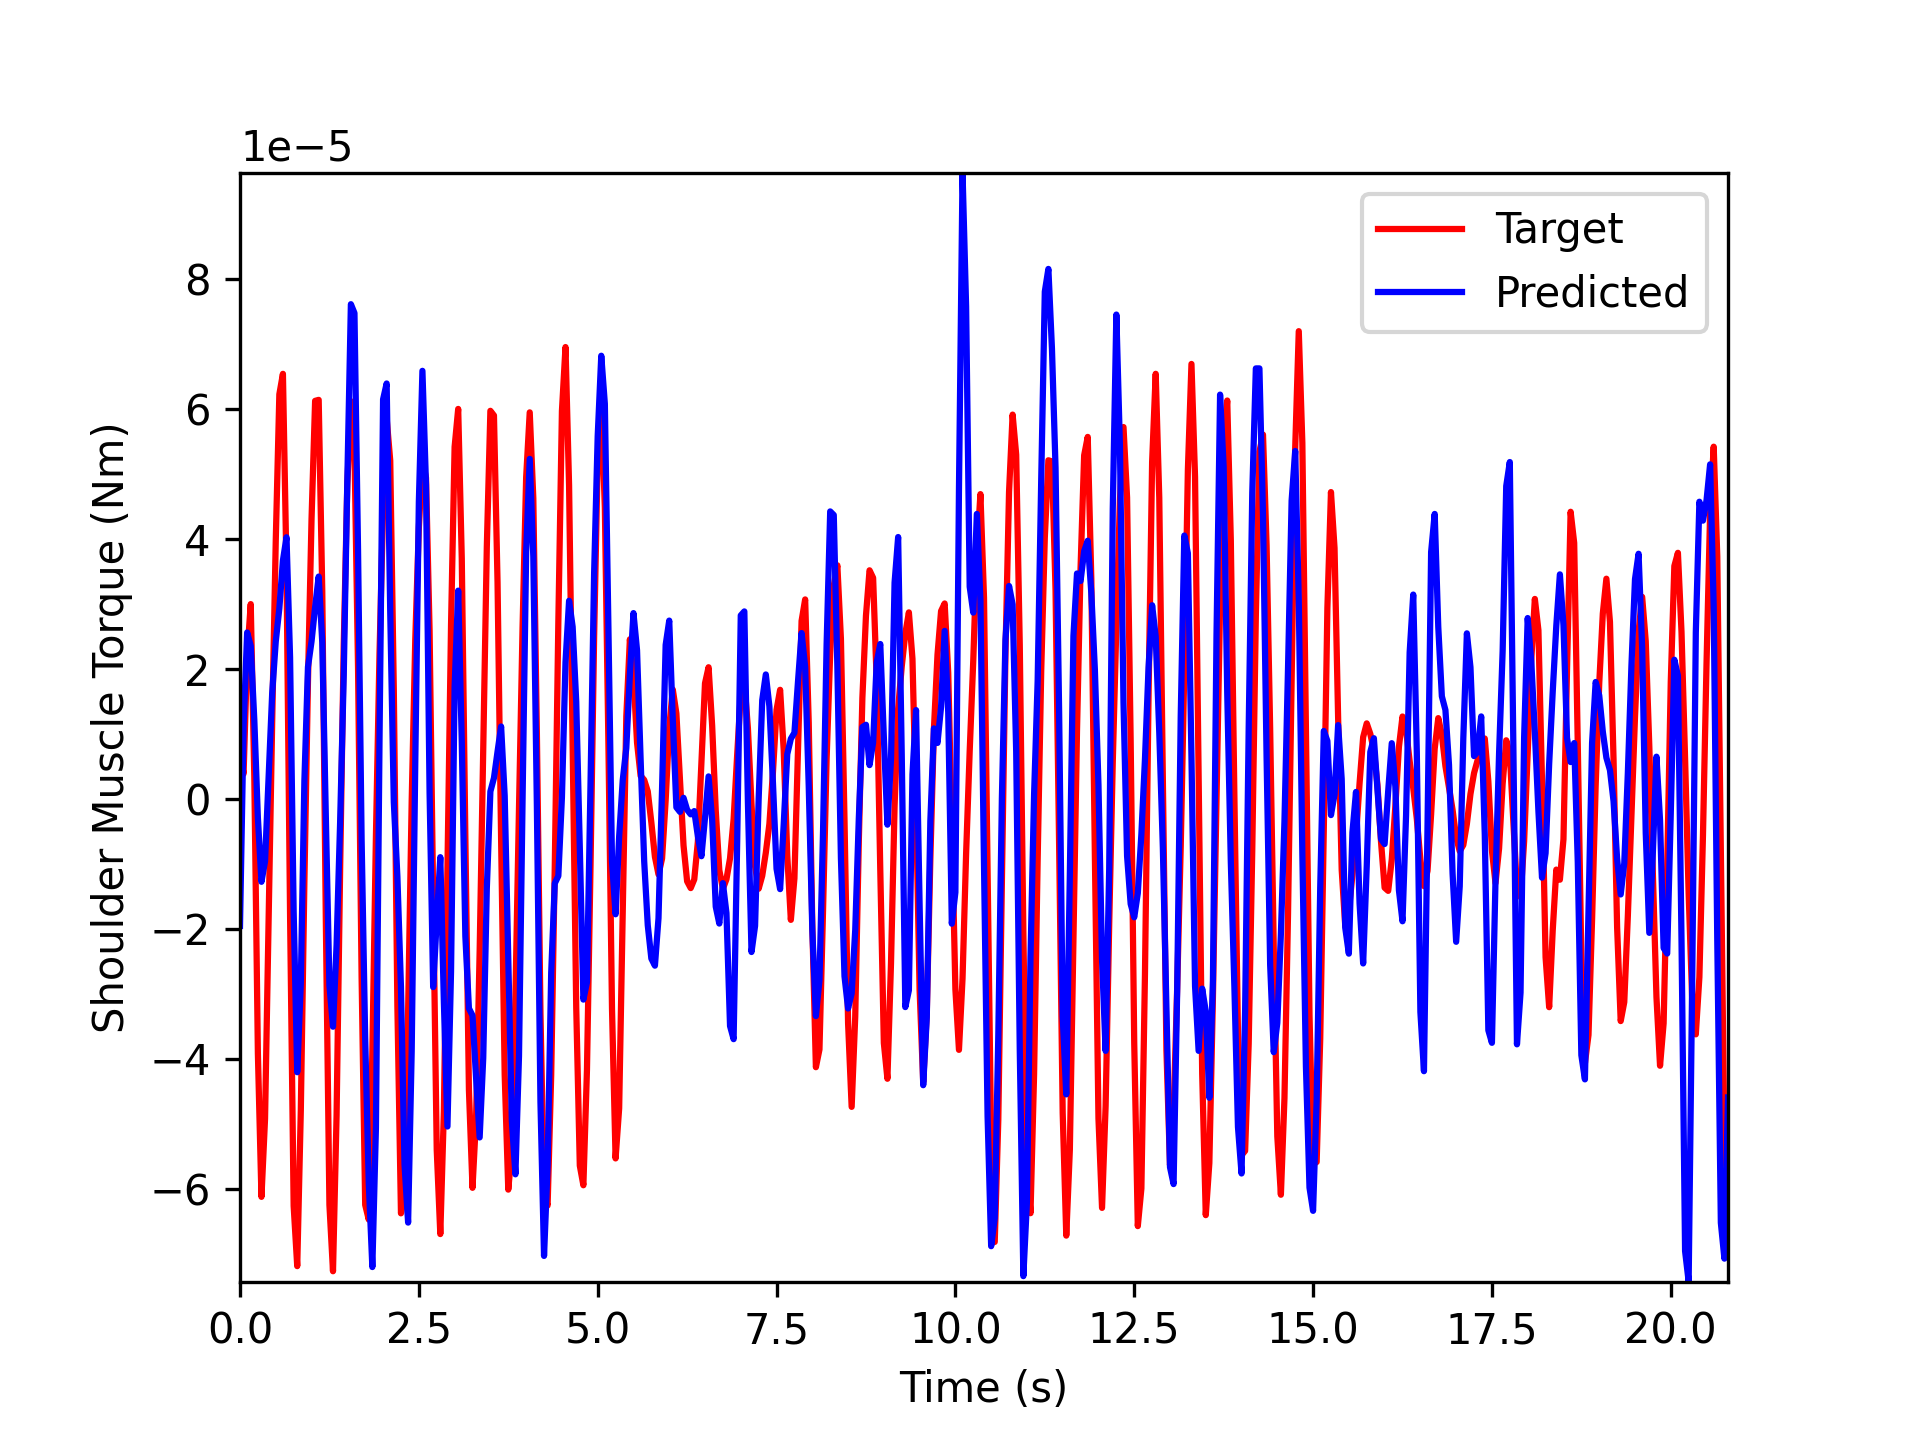 1e−5
Target
Predicted
8
6
4
2
0
−2
−4
−6
Shoulder Muscle Torque (Nm)
0.0 2.5 5.0 7.5 10.0 12.5 15.0 17.5 20.0
Time (s)